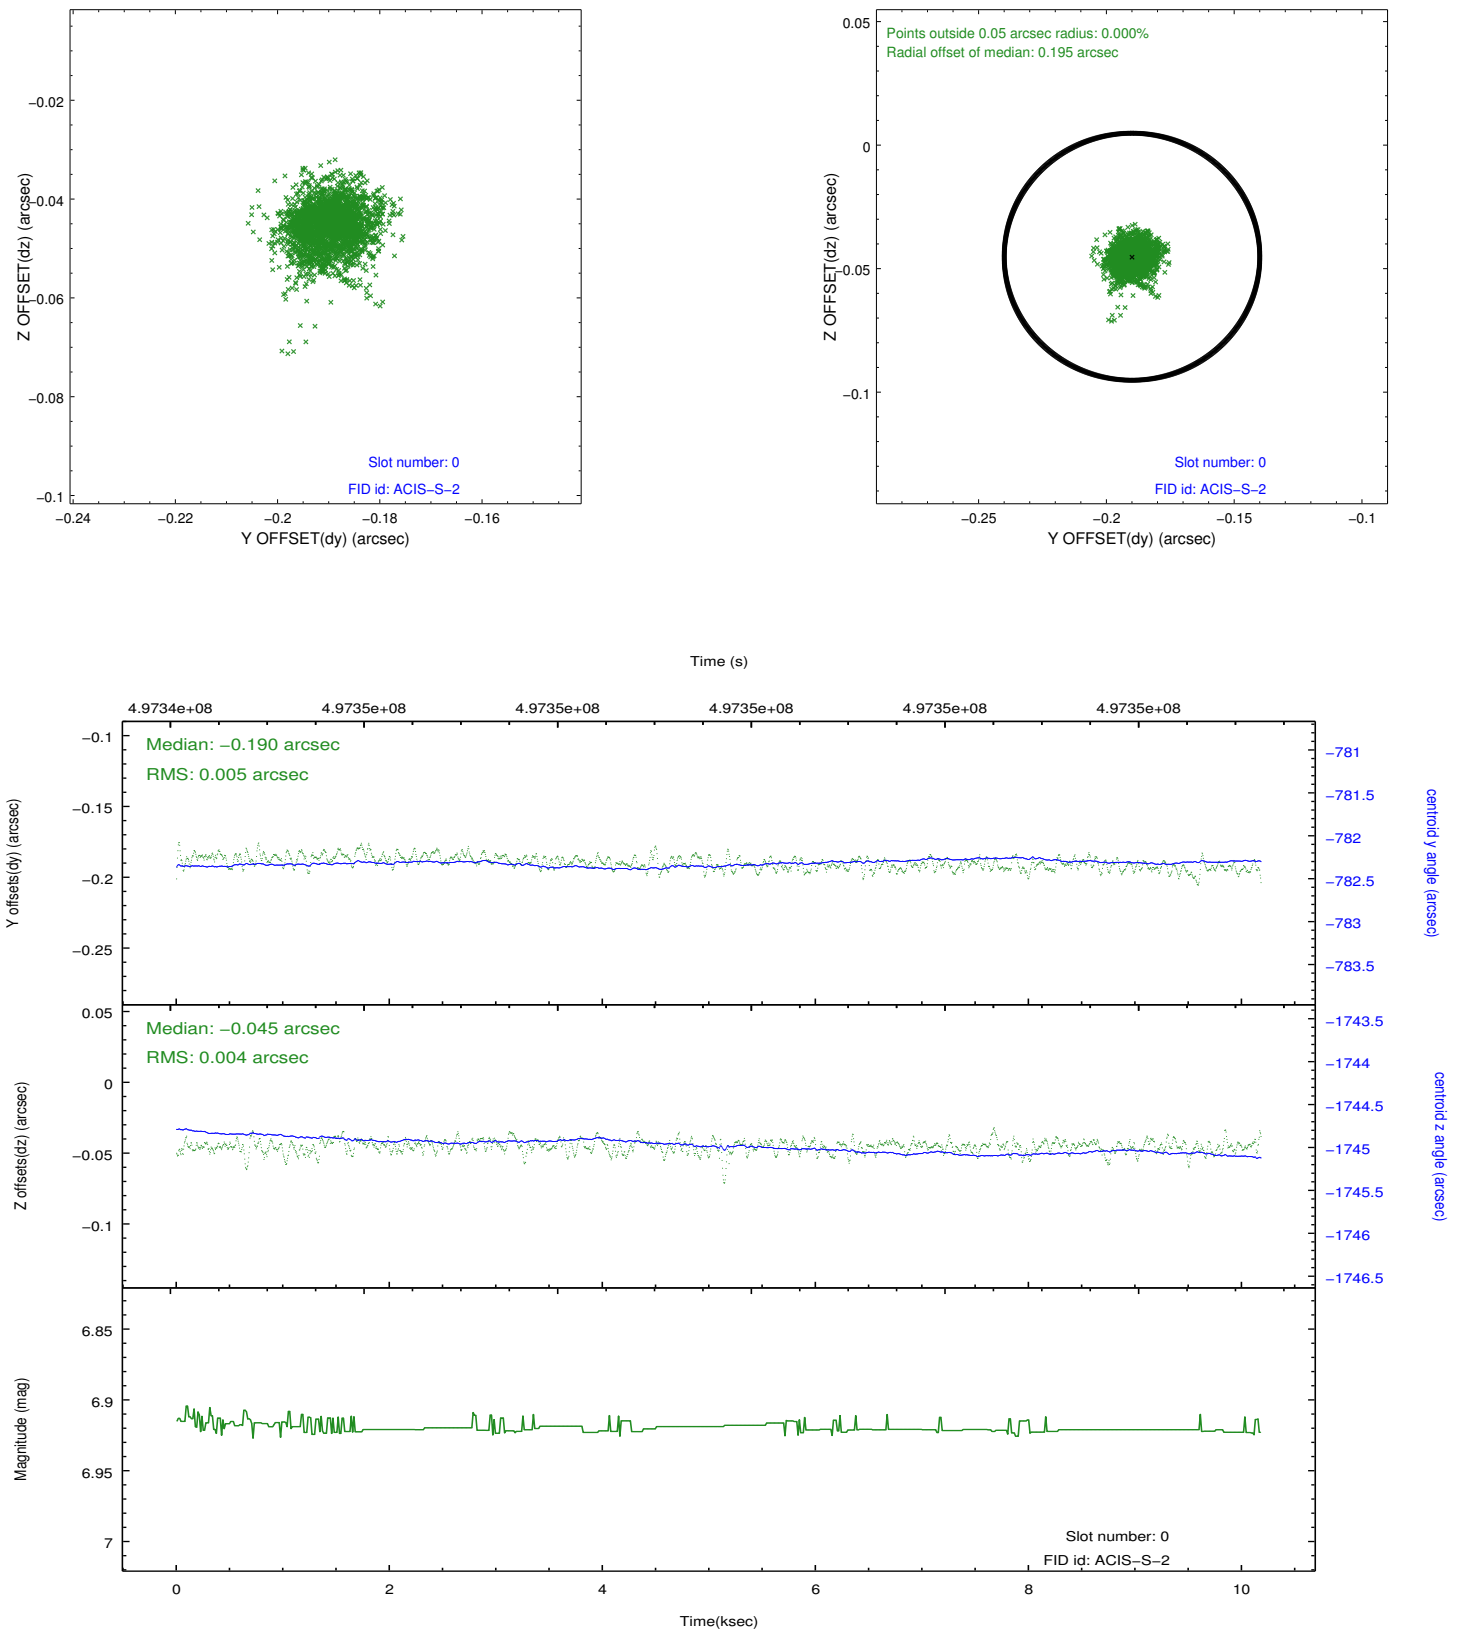 −0.02
−0.04
−0.06
−0.08
−0.1
Z OFFSET(dz) (arcsec)
Slot number: 0
FID id: ACIS−S−2
−0.24 −0.22 −0.2 −0.18 −0.16
Y OFFSET(dy) (arcsec)
Points outside 0.05 arcsec radius: 0.000%
Radial offset of median: 0.195 arcsec
0.05
0
−0.05
−0.1
Z OFFSET(dz) (arcsec)
Slot number: 0
FID id: ACIS−S−2
−0.25 −0.2 −0.15 −0.1
Y OFFSET(dy) (arcsec)
Time (s)
4.9734e+08 4.9735e+08 4.9735e+08 4.9735e+08 4.9735e+08 4.9735e+08
Median: −0.190 arcsec
RMS: 0.005 arcsec
−0.1
−0.15
−0.2
−0.25
Y offsets(dy) (arcsec)
−781
−781.5
−782
−782.5
−783
−783.5
centroid y angle (arcsec)
Median: −0.045 arcsec
RMS: 0.004 arcsec
0.05
0
−0.05
−0.1
Z offsets(dz) (arcsec)
−1743.5
−1744
−1744.5
−1745
−1745.5
−1746
−1746.5
centroid z angle (arcsec)
6.85
6.9
6.95
7
Magnitude (mag)
Slot number: 0
FID id: ACIS−S−2
0 2 4 6 8 10
Time(ksec)